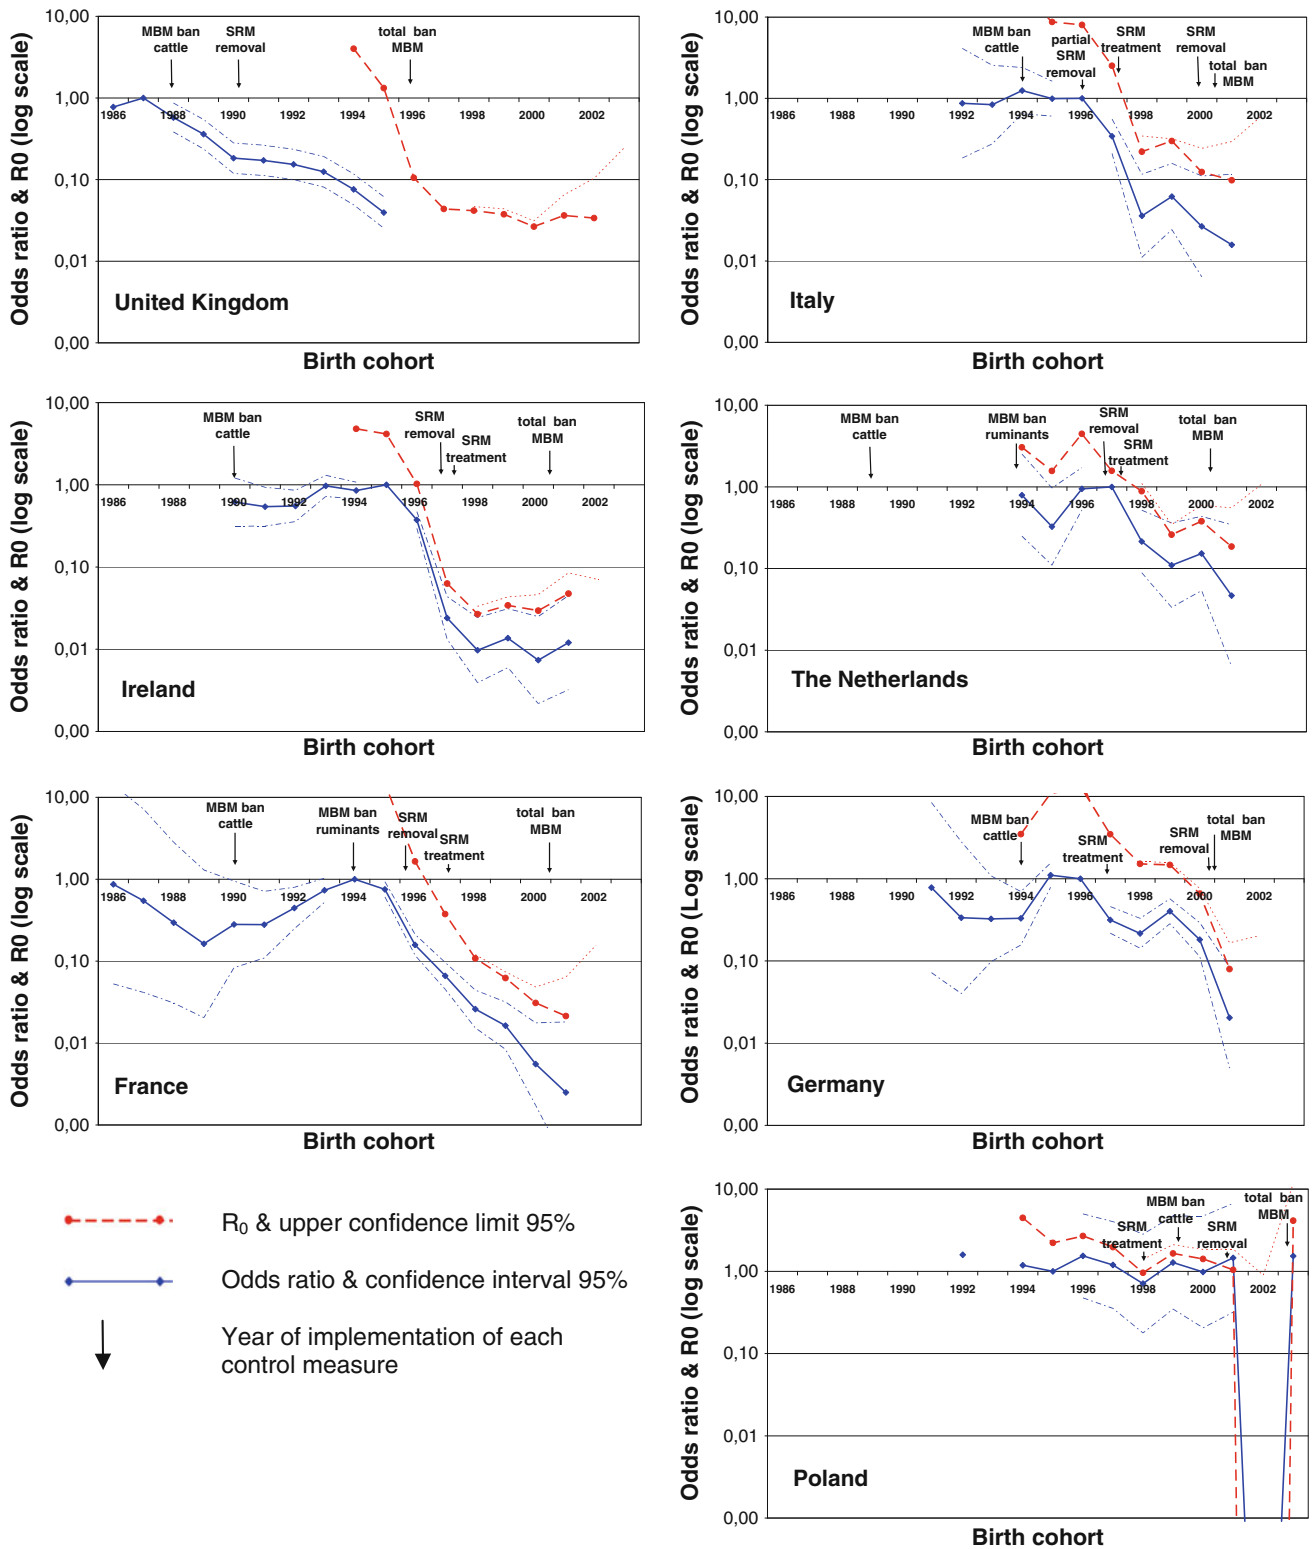 Odds ratio & R0 (log scale)
10,00
1,00
0,10
0,01
0,00
MBM ban
cattle
SRM
removal
total ban
MBM
1986 1988 1990 1992 1994 1996 1998 2000 2002
United Kingdom
Birth cohort
Odds ratio & R0 (log scale)
10,00
1,00
0,10
0,01
0,00
MBM ban
cattle
partial
SRM
removal
SRM
treatment
SRM
removal
total ban
MBM
1986 1988 1990 1992 1994 1996 1998 2000 2002
Italy
Birth cohort
Odds ratio & R0 (log scale)
10,00
1,00
0,10
0,01
0,00
MBM ban
cattle
SRM
removal
SRM
treatment
total ban
MBM
1986 1988 1990 1992 1994 1996 1998 2000 2002
Ireland
Birth cohort
Odds ratio & R0 (log scale)
10,00
1,00
0,10
0,01
0,00
MBM ban
cattle
MBM ban
ruminants
SRM
removal
SRM
treatment
total ban
MBM
1986 1988 1990 1992 1994 1996 1998 2000 2002
The Netherlands
Birth cohort
Odds ratio & R0 (log scale)
10,00
1,00
0,10
0,01
0,00
MBM ban
cattle
MBM ban
ruminants
SRM
removal
SRM
treatment
total ban
MBM
1986 1988 1990 1992 1994 1996 1998 2000 2002
France
Birth cohort
Odds ratio & R0 (Log scale)
10,00
1,00
0,10
0,01
0,00
MBM ban
cattle
SRM
treatment
SRM
removal
total ban
MBM
1986 1988 1990 1992 1994 1996 1998 2000 2002
Germany
Birth cohort
R0 & upper confidence limit 95%
Odds ratio & confidence interval 95%
Year of implementation of each
control measure
Odds ratio & R0 (log scale)
10,00
1,00
0,10
0,01
0,00
SRM
treatment
MBM ban
cattle
SRM
removal
total ban
MBM
1986 1988 1990 1992 1994 1996 1998 2000 2002
Poland
Birth cohort